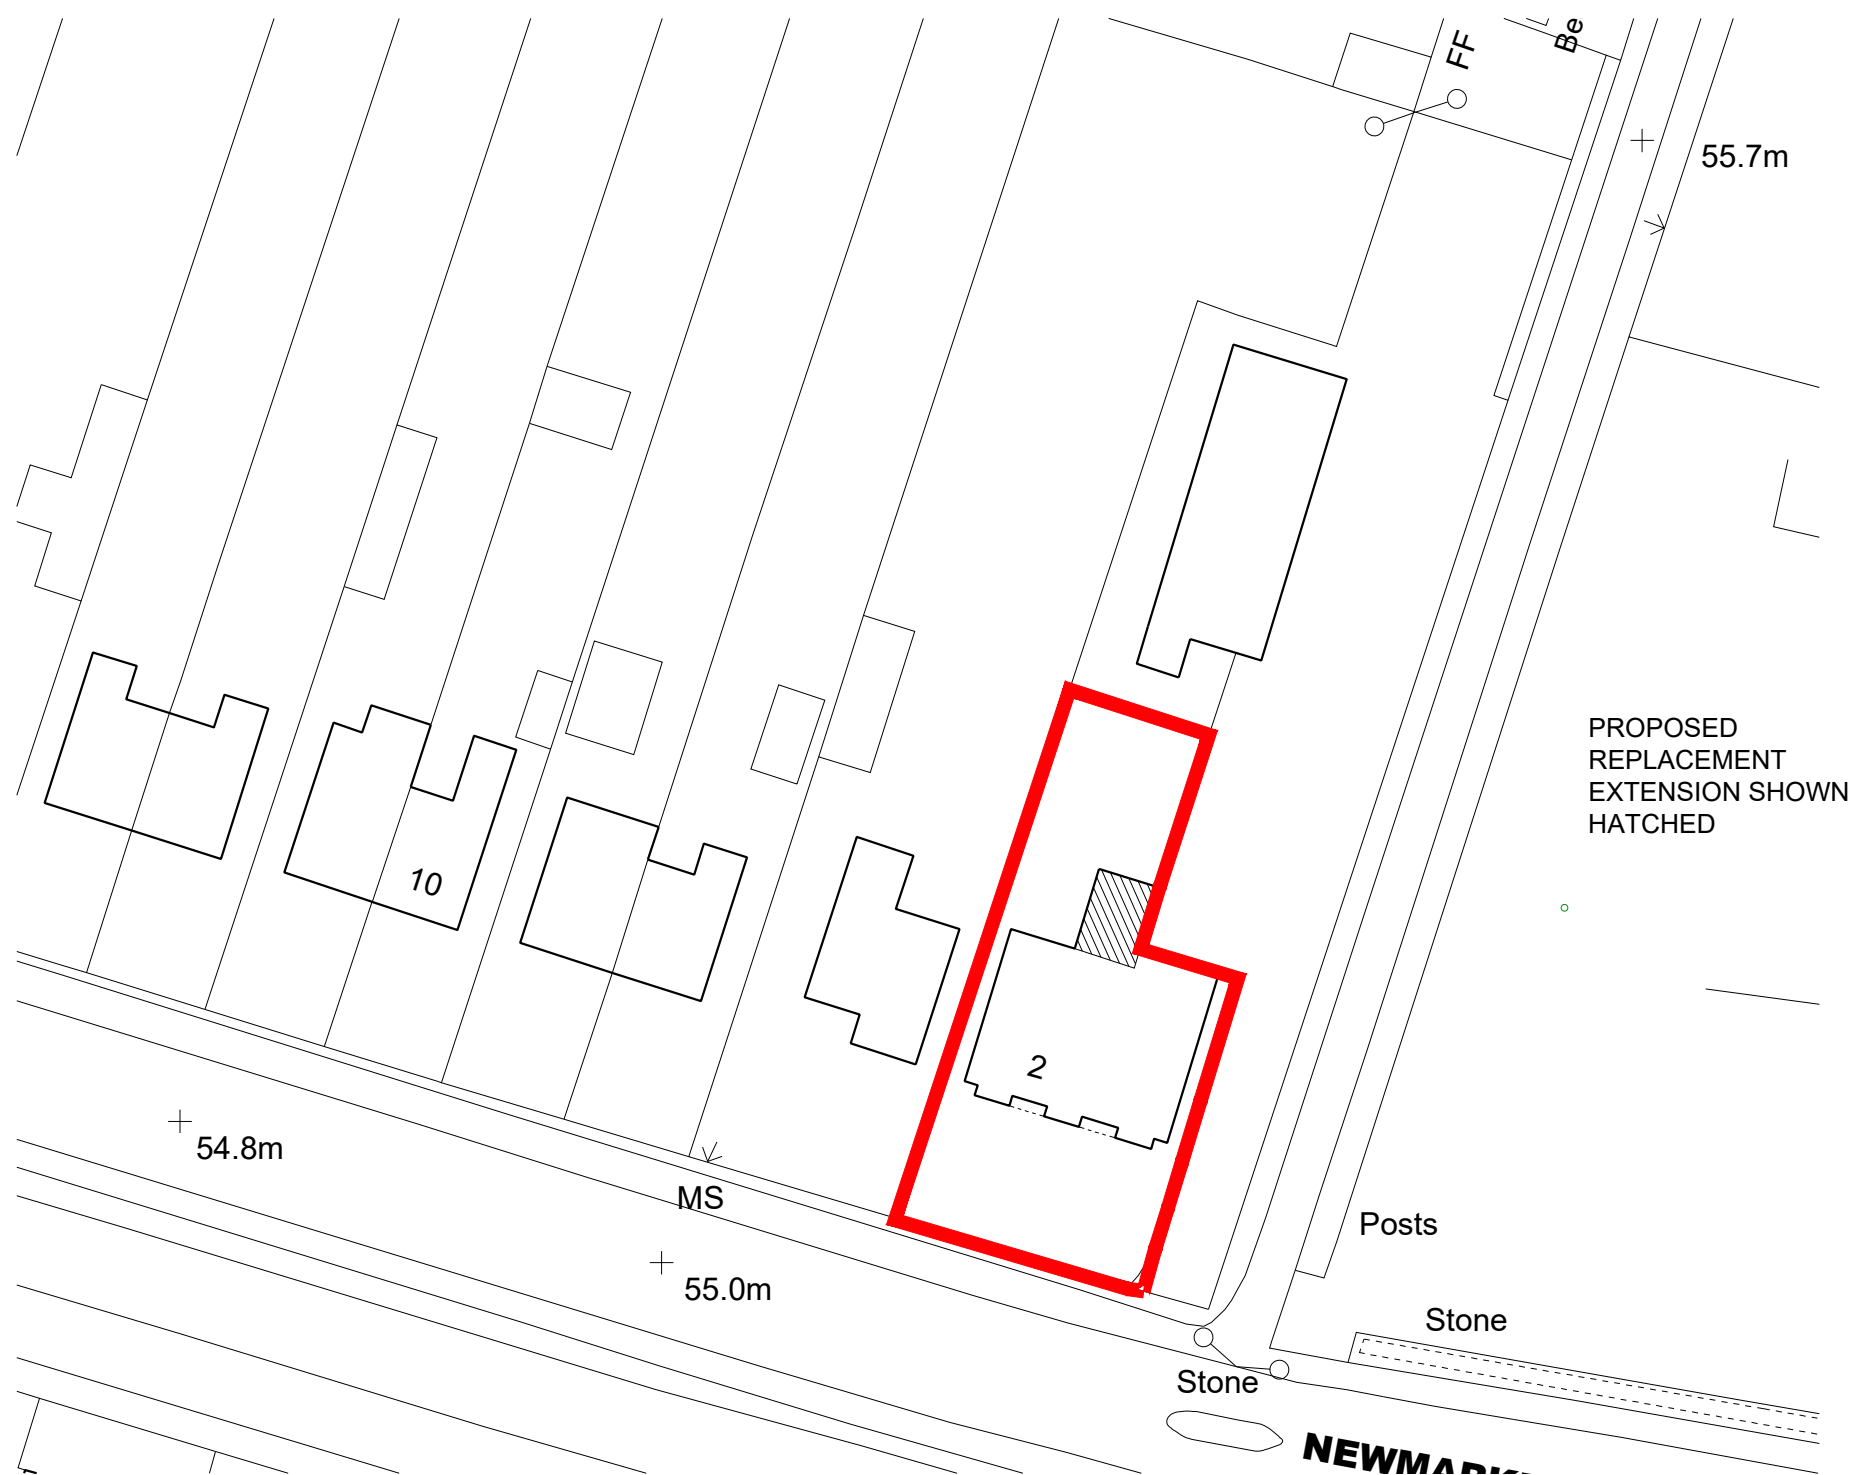 FF
Be
55.7m
PROPOSED
REPLACEMENT
EXTENSION SHOWN
HATCHED
10
2
54.8m
MS
55.0m
Posts
Stone
Stone